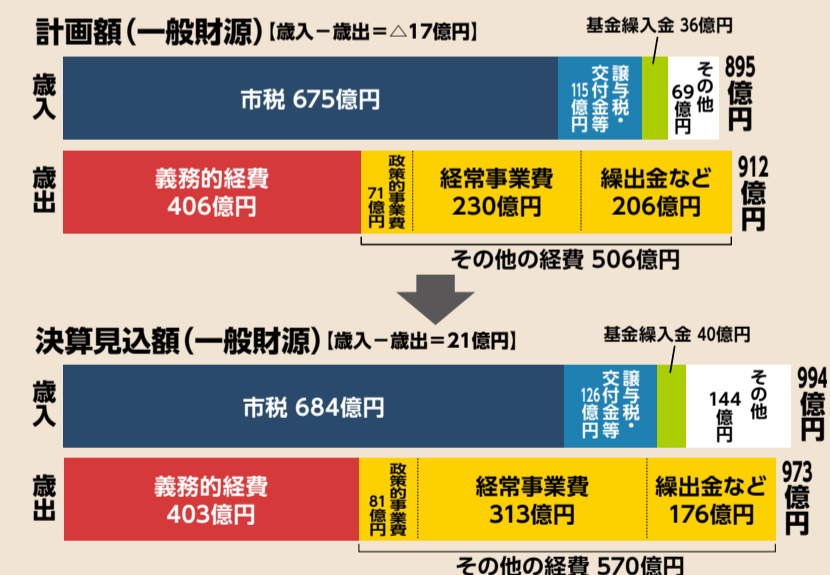 計画額(一般財源)【歳入－歳出＝△17億円】
基金繰入金 36億円
歳入
市税 675億円
譲与税・
交付金等
115億円
その他
69億円
895億円
歳出
義務的経費
406億円
政策的事業費
71億円
経常事業費
230億円
繰出金など
206億円
912億円
その他の経費 506億円
決算見込額(一般財源)【歳入－歳出＝21億円】
基金繰入金 40億円
歳入
市税 684億円
譲与税・
交付金等
126億円
その他
144億円
994億円
歳出
義務的経費
403億円
政策的事業費
81億円
経常事業費
313億円
繰出金など
176億円
973億円
その他の経費 570億円